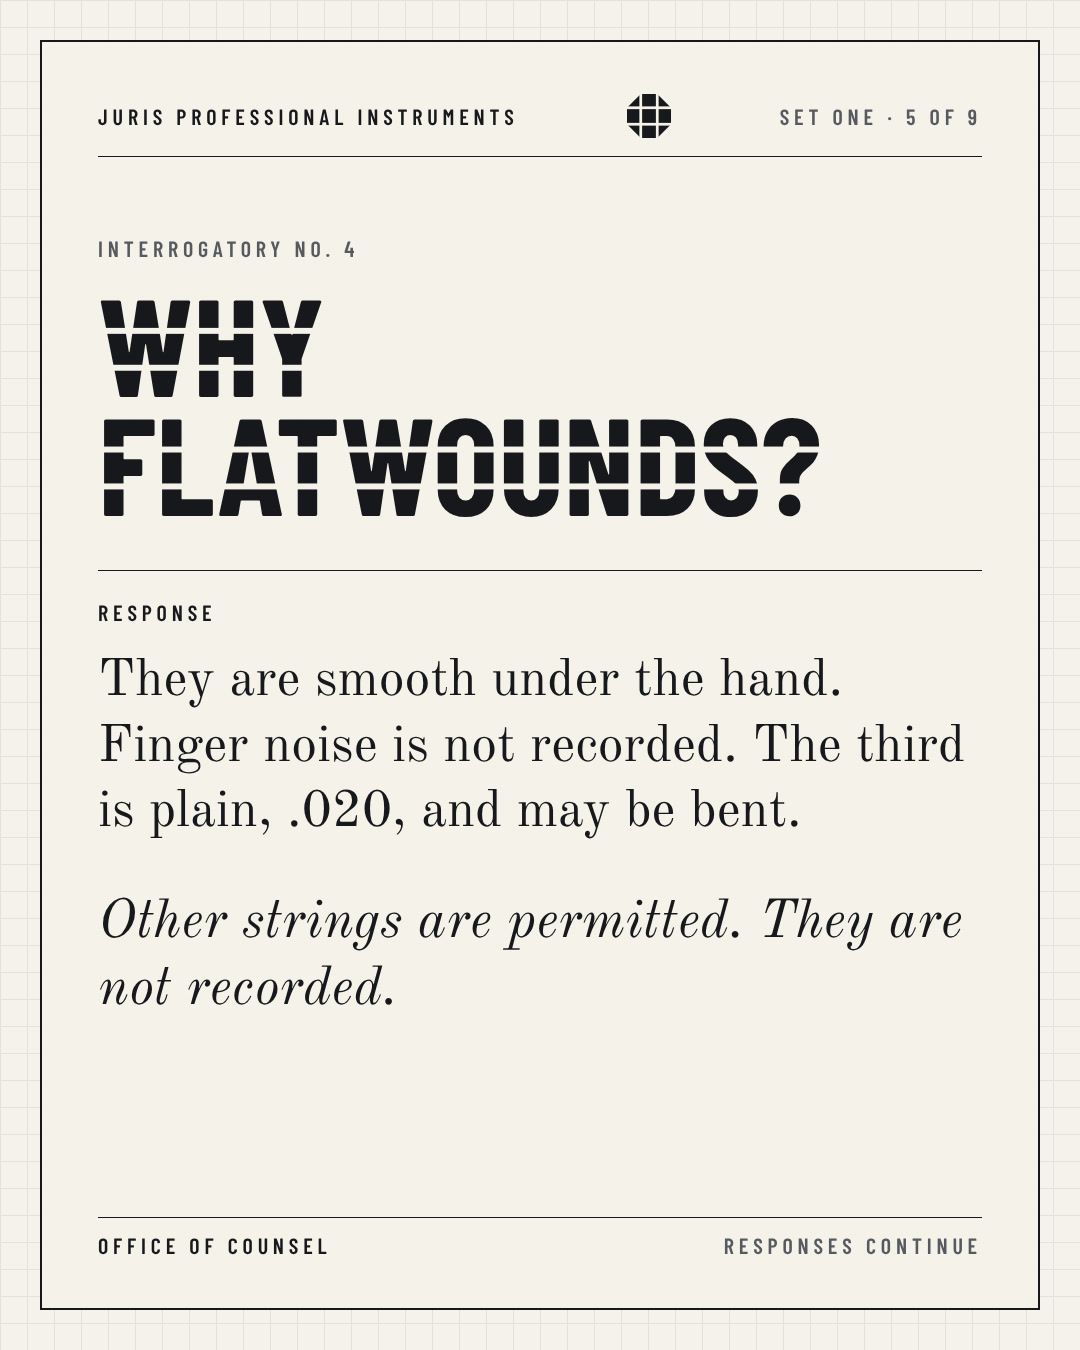 JURIS PROFESSIONAL INSTRUMENTS
SET ONE · 5 OF 9
INTERROGATORY NO. 4
WHY
FLATWOUNDS?
RESPONSE
They are smooth under the hand.
Finger noise is not recorded. The third
is plain, .020, and may be bent.
Other strings are permitted. They are
not recorded.
OFFICE OF COUNSEL
RESPONSES CONTINUE